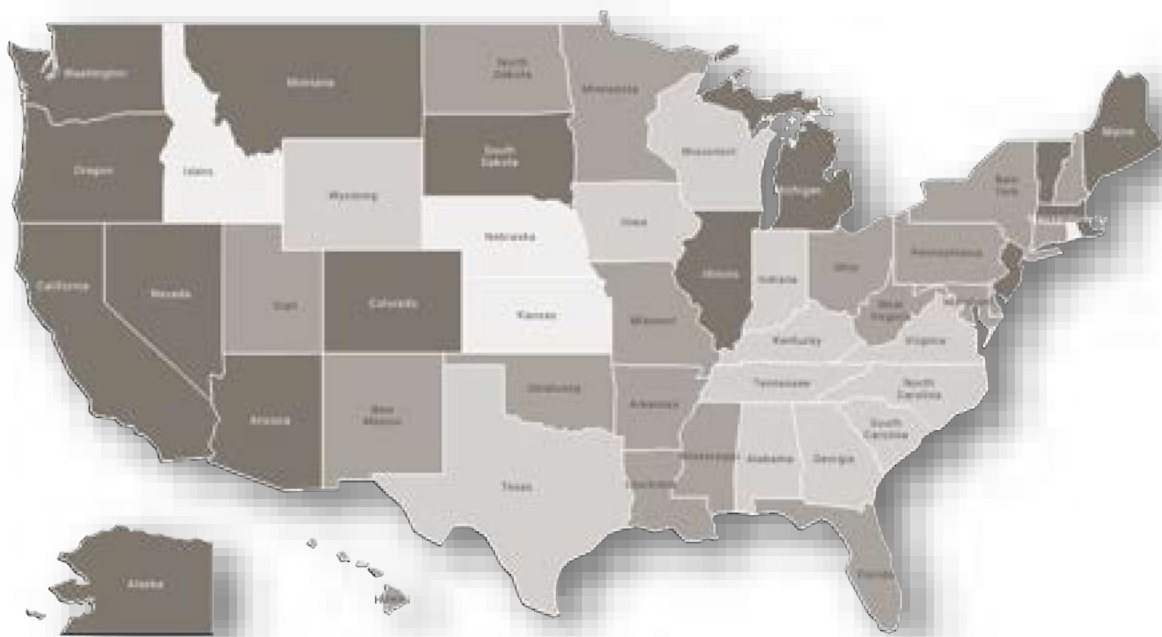 Washington
Montana
North
Dakota
Minnesota
Maine
Oregon
Idaho
South
Dakota
Wisconsin
Michigan
New
York
Wyoming
Iowa
Nebraska
Pennsylvania
California
Nevada
Utah
Colorado
Kansas
Missouri
Illinois
Indiana
Ohio
West
Virginia
Maryland
Kentucky
Virginia
Tennessee
North
Carolina
Arizona
New
Mexico
Oklahoma
Arkansas
South
Carolina
Mississippi
Alabama
Georgia
Texas
Louisiana
Florida
Alaska
Hawaii